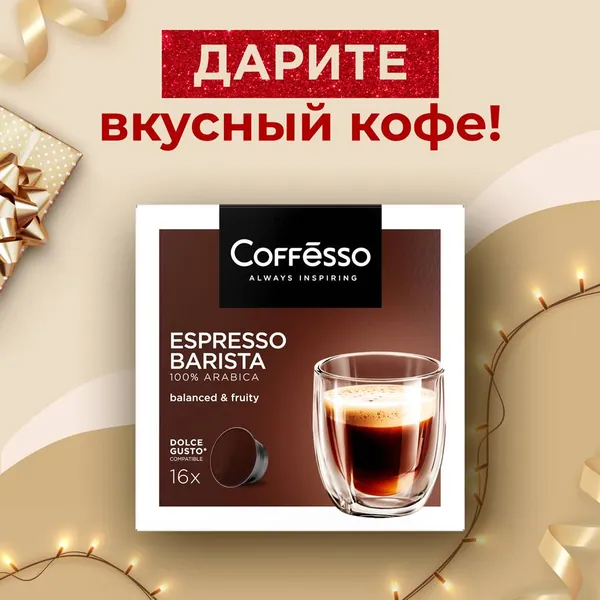 ДАРИТЕ
вкусный кофе!
COFFĒSSO
ALWAYS INSPIRING
ESPRESSO
BARISTA
100% ARABICA
balanced & fruity
DOLCE
GUSTO*
COMPATIBLE
16x